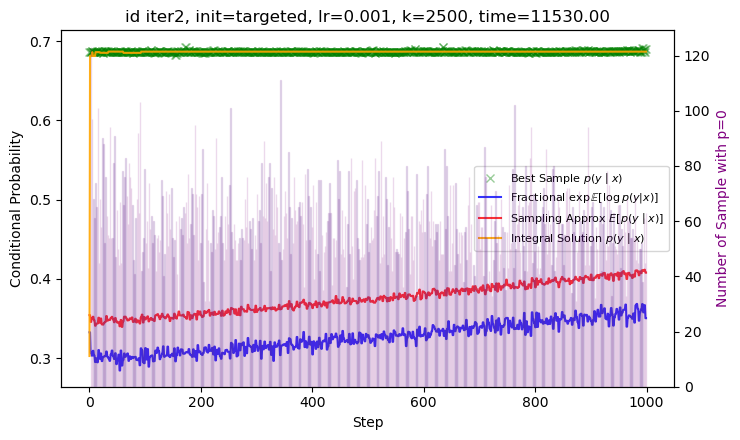 id iter2, init=targeted, lr=0.001, k=2500, time=11530.00
0.7
0.6
0.5
0.4
0.3
Conditional Probability
0
200
400
600
800
1000
Step
120
100
80
60
40
20
0
Number of Sample with p=0
Best Sample p(y | x)
Fractional exp𝔼[log p(y|x)]
Sampling Approx E[p(y | x)]
Integral Solution p(y | x)